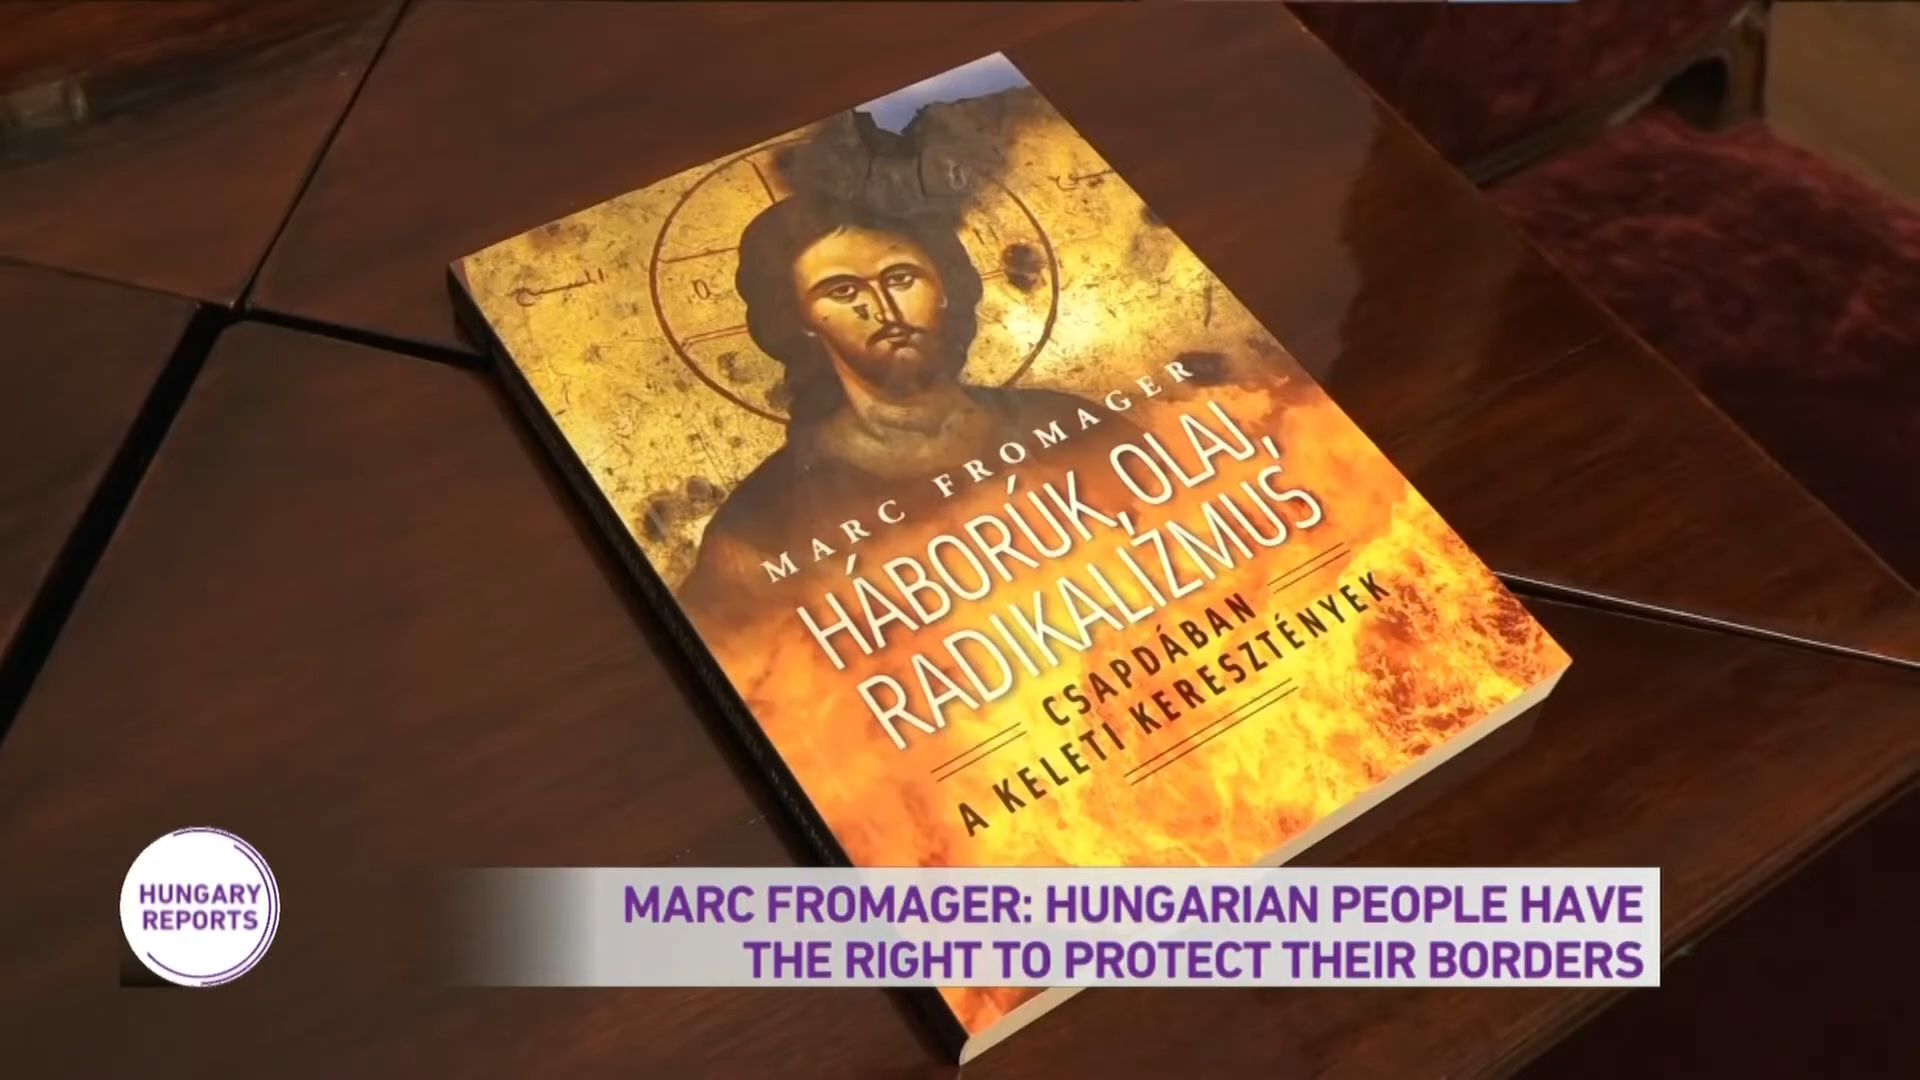 المسيح
MARC FROMAGER
HÁBORÚK, OLAJ,
RADIKALIZMUS
CSAPDÁBAN
A KELETI KERESZTÉNYEK
HUNGARY
REPORTS
MARC FROMAGER: HUNGARIAN PEOPLE HAVE
THE RIGHT TO PROTECT THEIR BORDERS